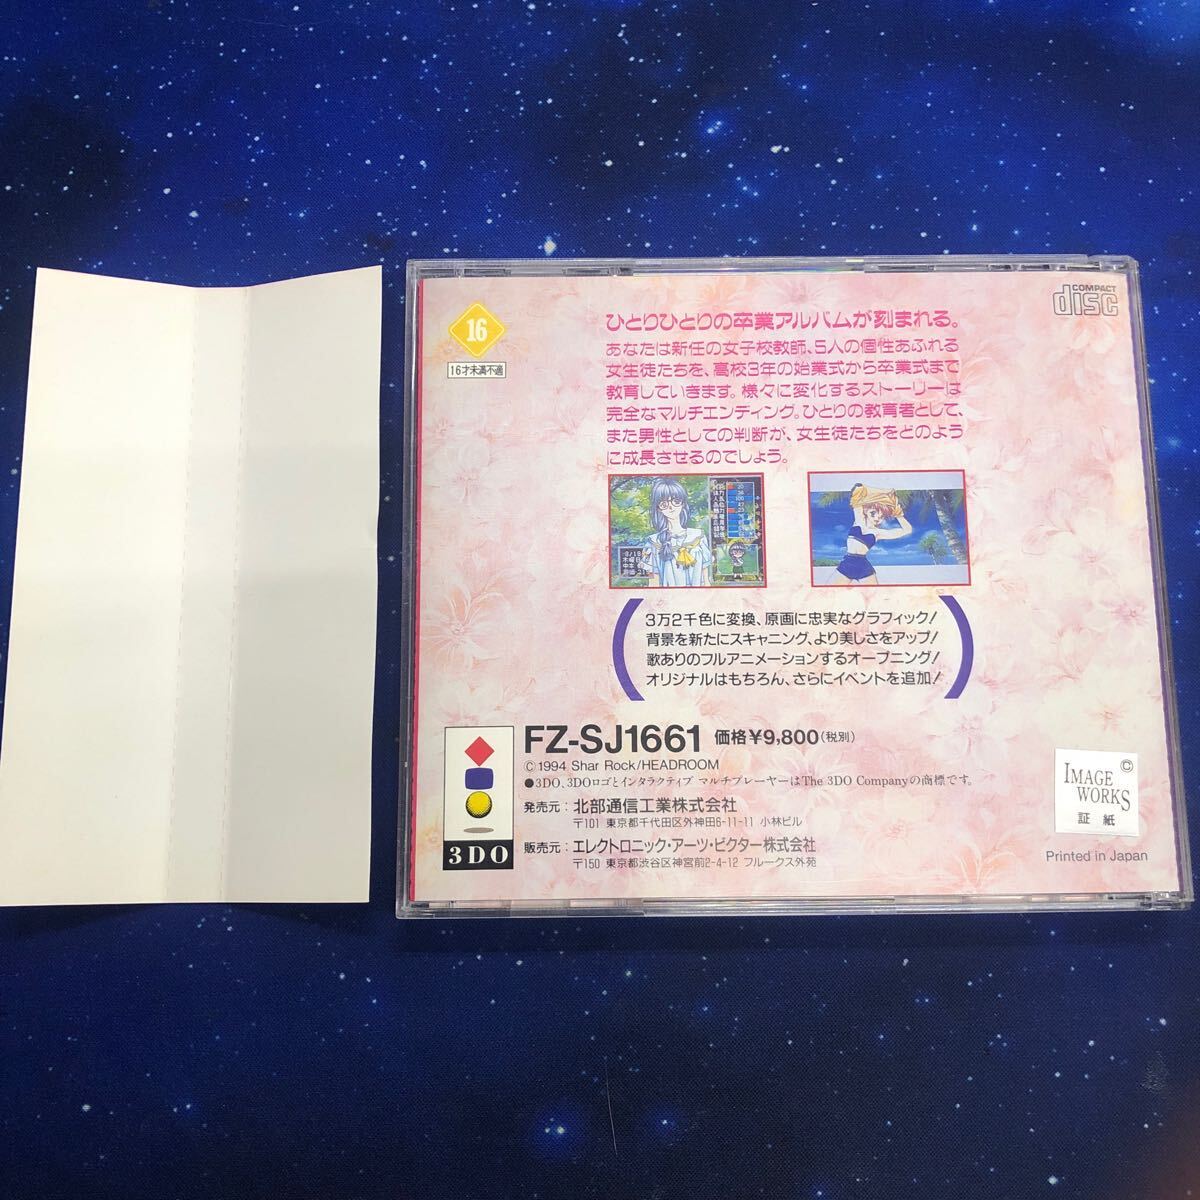 16
16才未満不適
COMPACT
disc
ひとりひとりの卒業アルバムが刻まれる。
あなたは新任の女子校教師、5人の個性あふれる
女生徒たちを、高校3年の始業式から卒業式まで
教育していきます。様々に変化するストーリーは
完全なマルチエンディング。ひとりの教育者として、
また男性としての判断が、女生徒たちをどのよう
に成長させるのでしょう。
3万2千色に変換、原画に忠実なグラフィック!
背景を新たにスキャニング、より美しさをアップ!
歌ありのフルアニメーションするオープニング!
オリジナルはもちろん、さらにイベントを追加!
3DO
FZ-SJ1661 価格¥9,800(税別)
©1994 Shar Rock/HEADROOM
●3DO、3DOロゴとインタラクティブ マルチプレーヤーはThe 3DO Companyの商標です。
発売元:北部通信工業株式会社
〒101 東京都千代田区外神田6-11-11 小林ビル
販売元:エレクトロニック・アーツ・ビクター株式会社
〒150 東京都渋谷区神宮前2-4-12 フルークス外苑
©
IMAGE
WORKS
証紙
Printed in Japan